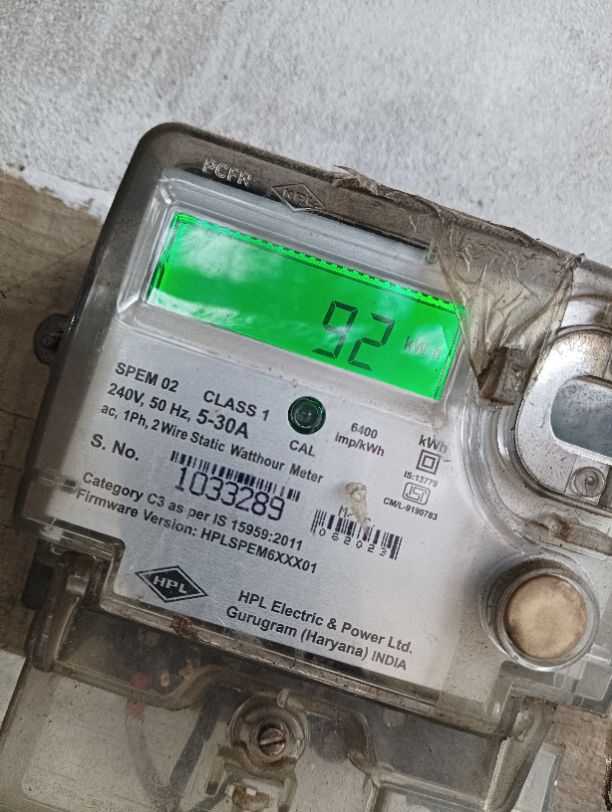 PCFR HPL
92 kWh
SPEM 02 CLASS 1
240V, 50 Hz, 5-30A
ac, 1Ph, 2 Wire Static Watthour Meter
CAL
6400
imp/kWh
kWh
IS:13779
CM/L-9190783
S. No.
1033289
062023
Category C3 as per IS 15959:2011
Firmware Version: HPLSPEM6XXX01
HPL
HPL Electric & Power Ltd.
Gurugram (Haryana) INDIA